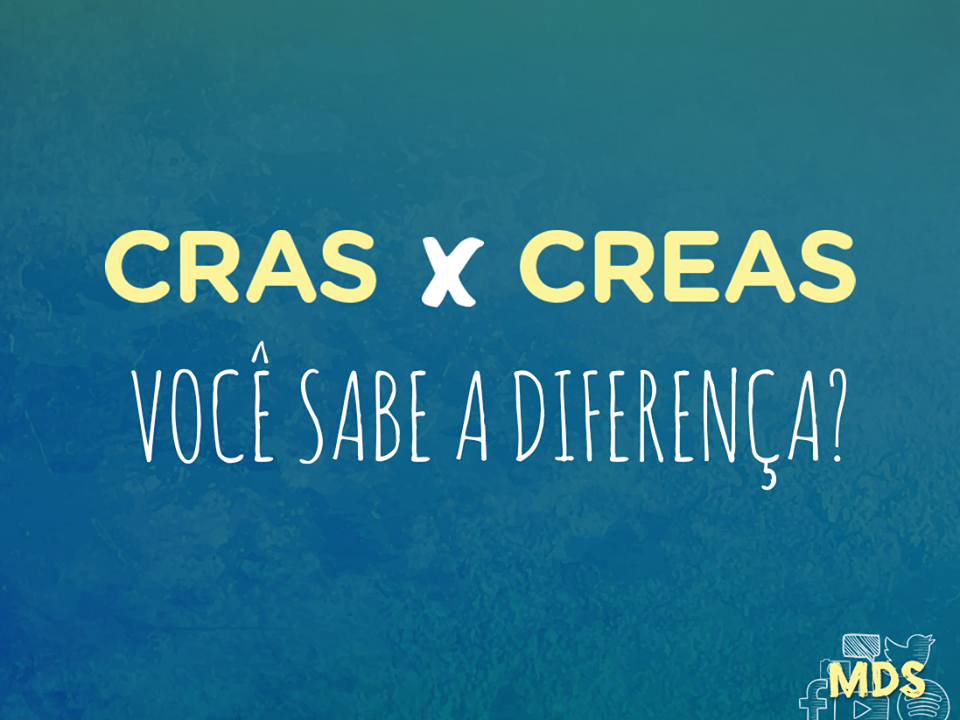 CRAS X CREAS
VOCÊ SABE A DIFERENÇA?
MDS